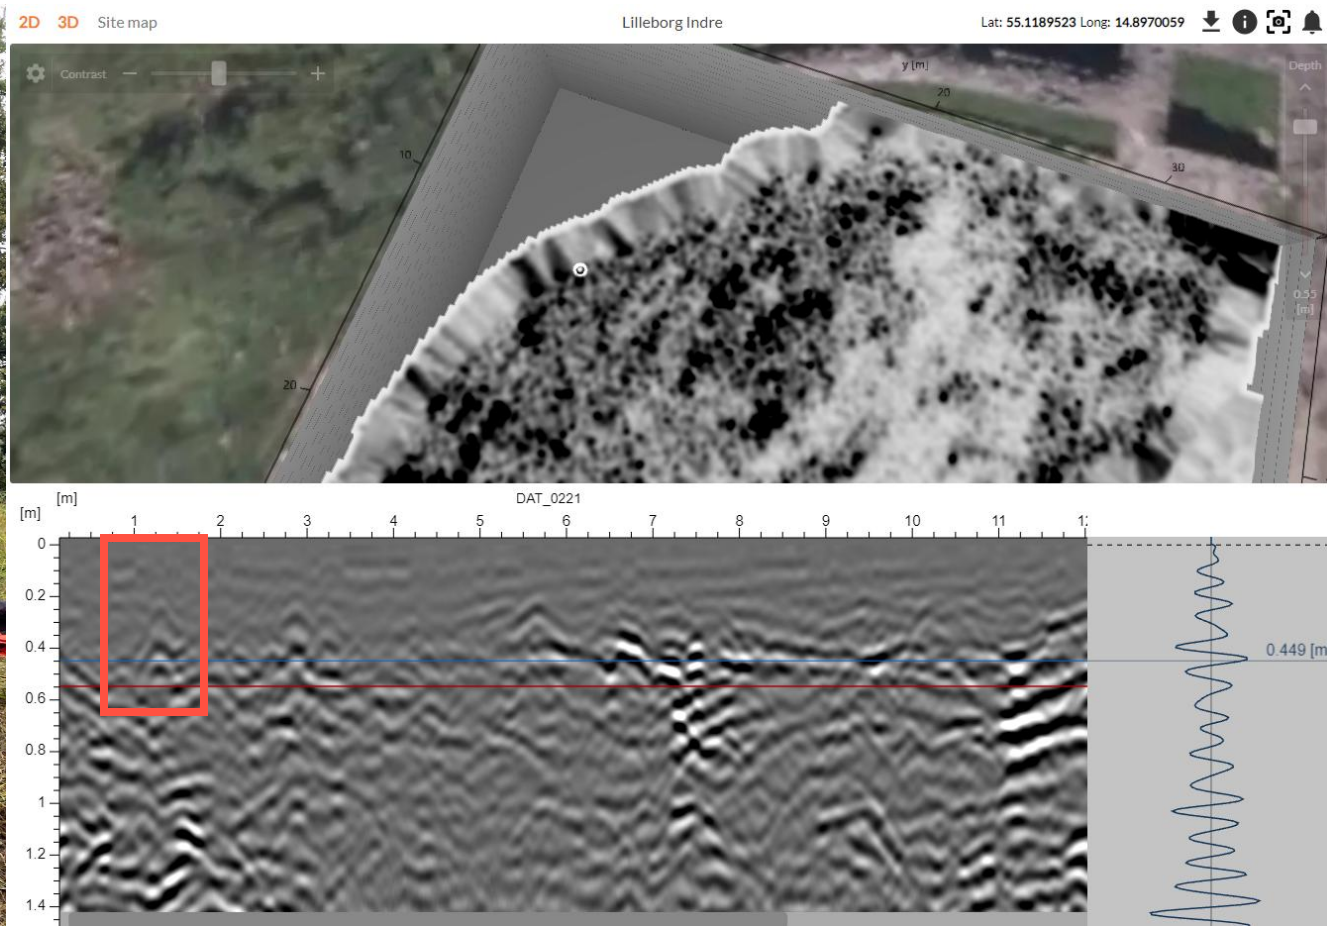 2D 3D Site map Lilleborg Indre Lat: 55.1189523 Long: 14.8970059
Contrast
y [m]
Depth
20
10
30
20
0.55
[m]
[m] DAT_0221
[m]
1 2 3 4 5 6 7 8 9 10 11
0
0.2
0.4
0.449 [m
0.6
0.8
1
1.2
1.4